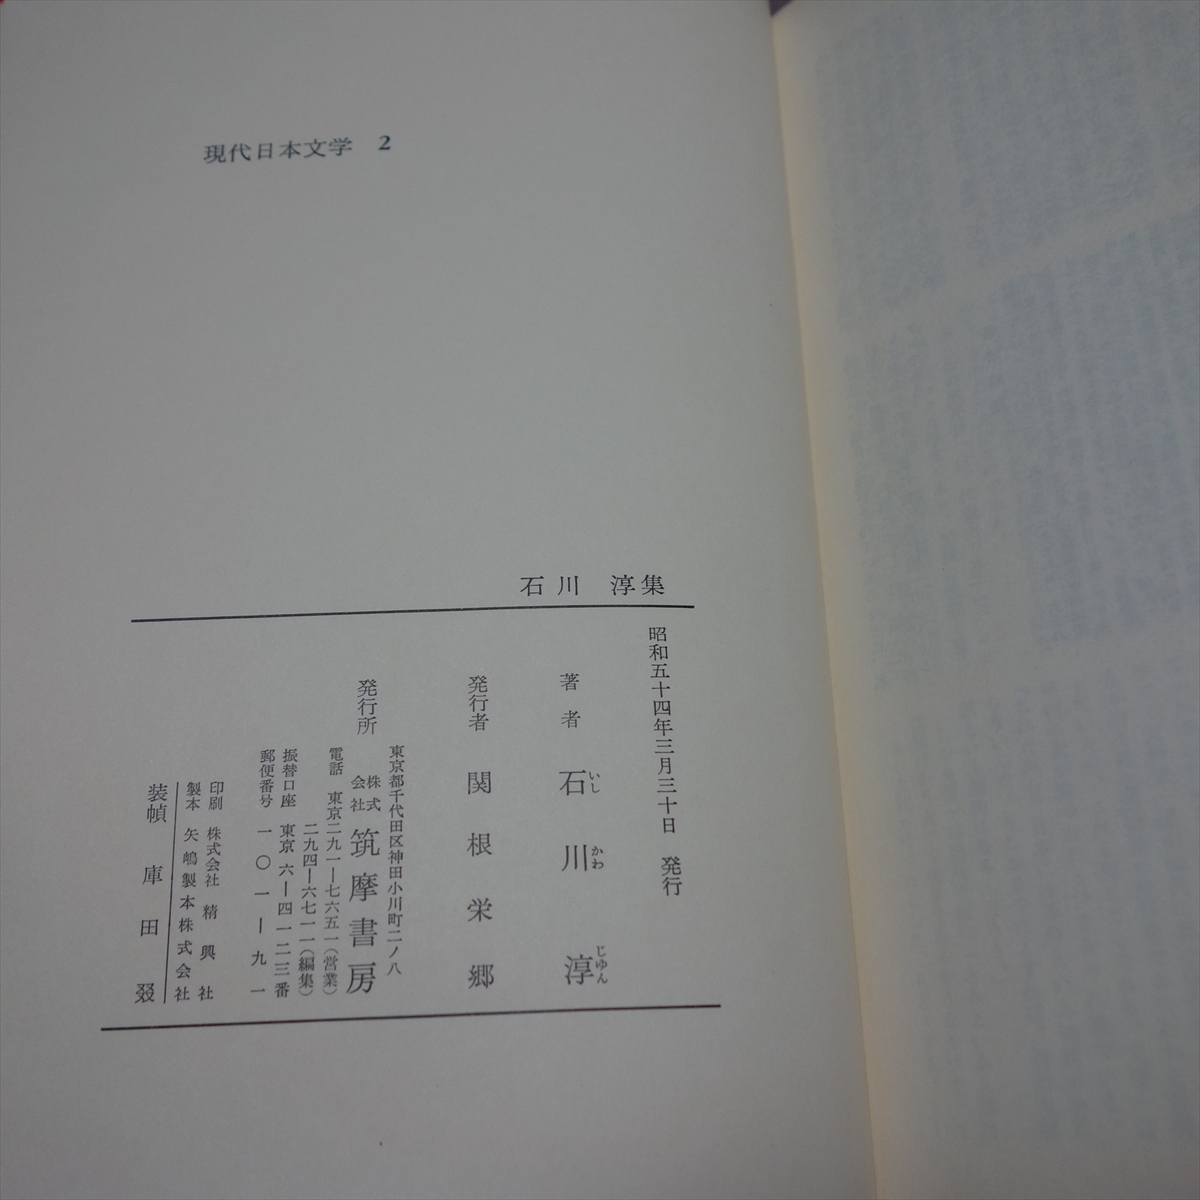 現代日本文学 2
石川 淳集
昭和五十四年三月三十日 発行
著者 石川淳
いし かわ じゆん
発行者 関根栄郷
発行所 株式会社 筑摩書房
東京都千代田区神田小川町二ノ八
電話 東京二九一―七六五一(営業)
二九四―六七一一(編集)
振替口座 東京六―四一二三番
郵便番号 一〇一―九一
印刷 株式会社 精興社
製本 矢嶋製本株式会社
装幀 庫田叕